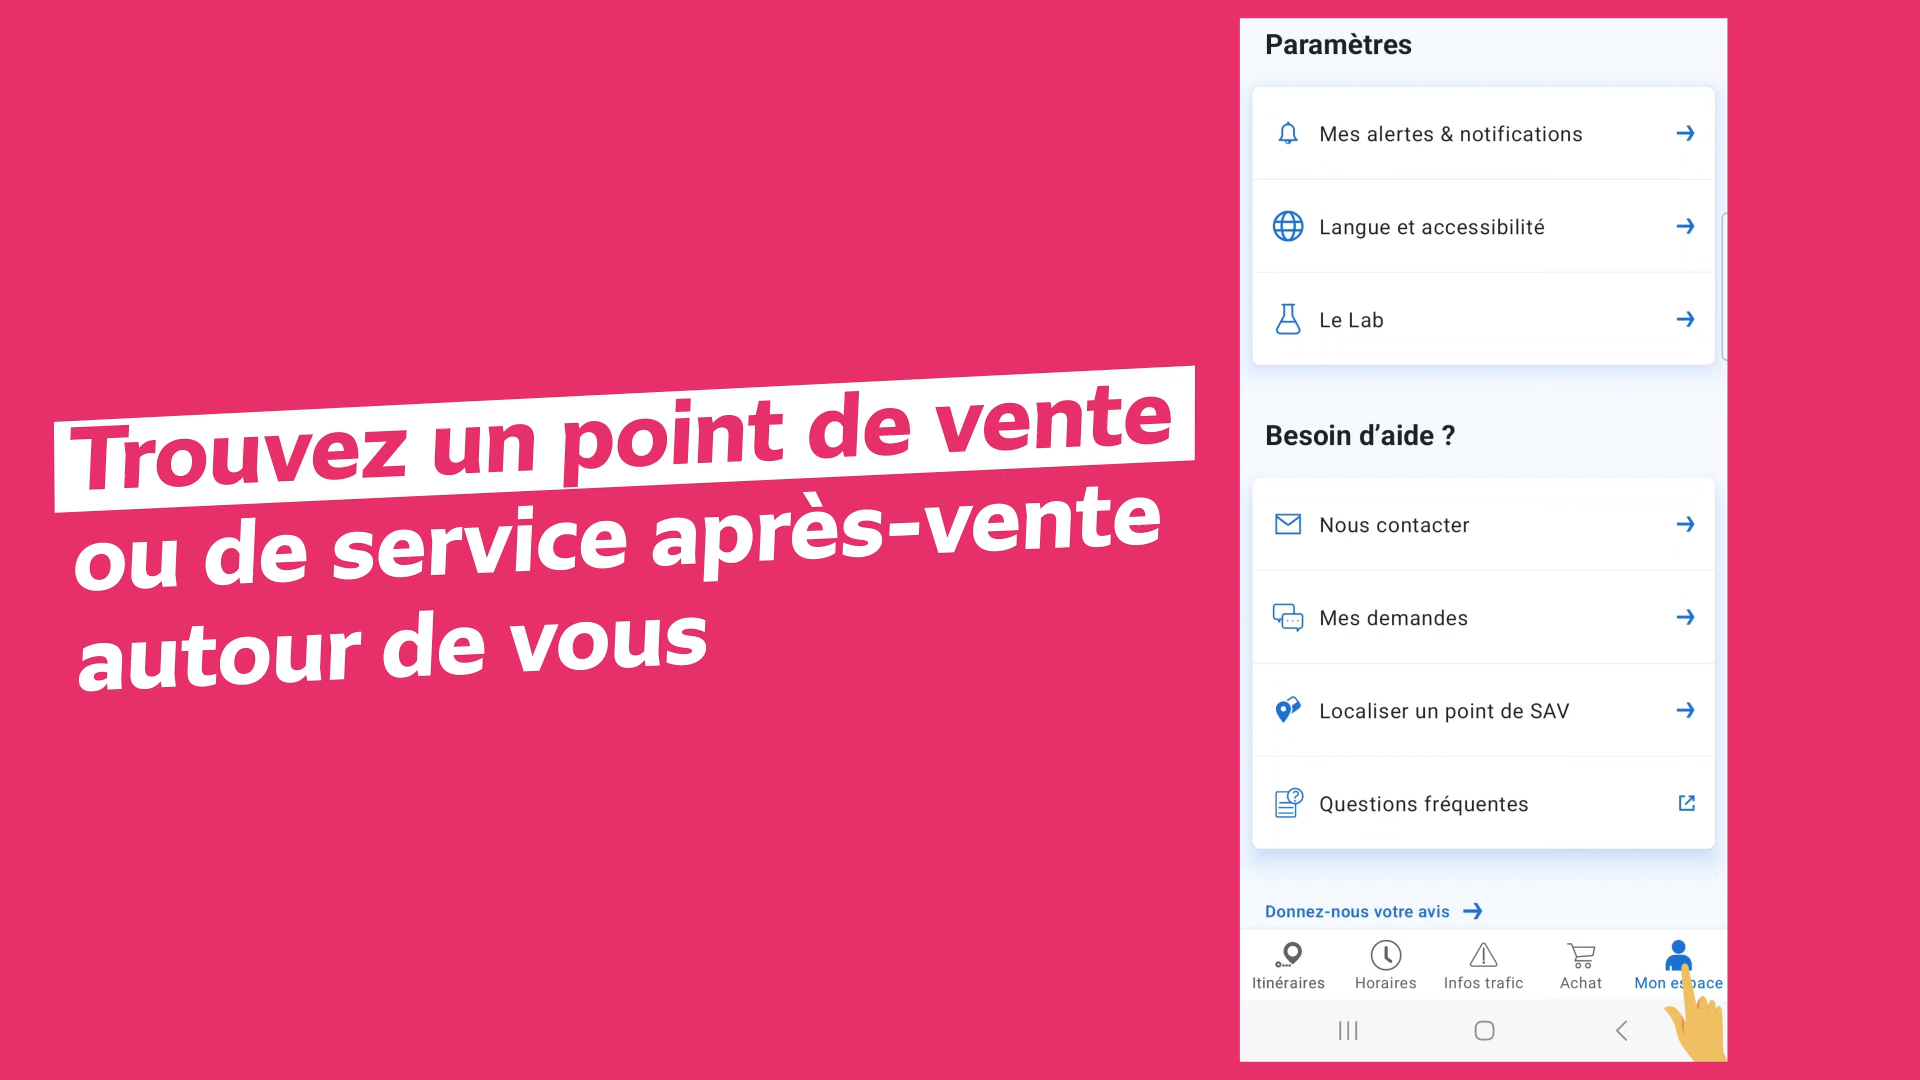 Trouvez un point de vente
ou de service après-vente
autour de vous
Paramètres
Mes alertes & notifications
Langue et accessibilité
Le Lab
Besoin d’aide ?
Nous contacter
Mes demandes
Localiser un point de SAV
Questions fréquentes
Donnez-nous votre avis
Itinéraires
Horaires
Infos trafic
Achat
Mon espace